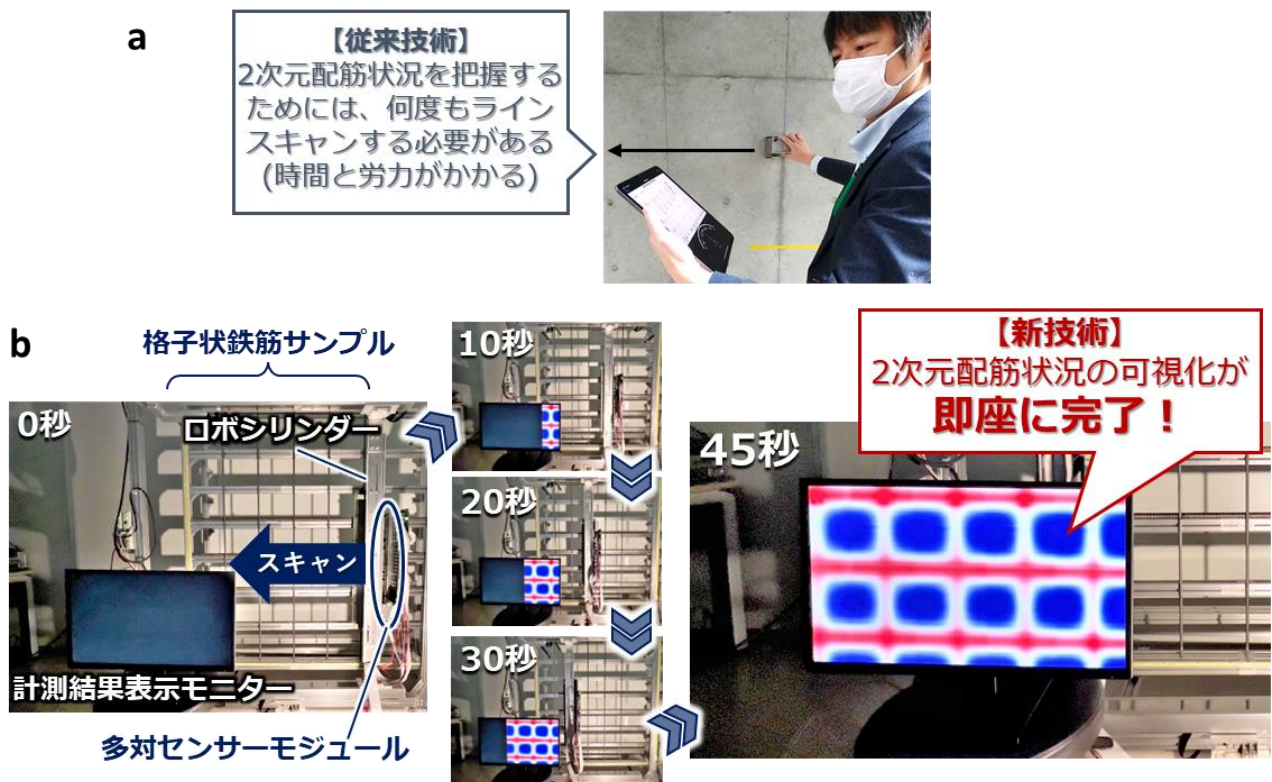 a
【従来技術】
2次元配筋状況を把握する
ためには、何度もライン
スキャンする必要がある
(時間と労力がかかる)
b
格子状鉄筋サンプル
0秒
ロボシリンダー
スキャン
計測結果表示モニター
多対センサーモジュール
10秒
20秒
30秒
45秒
【新技術】
2次元配筋状況の可視化が
即座に完了！